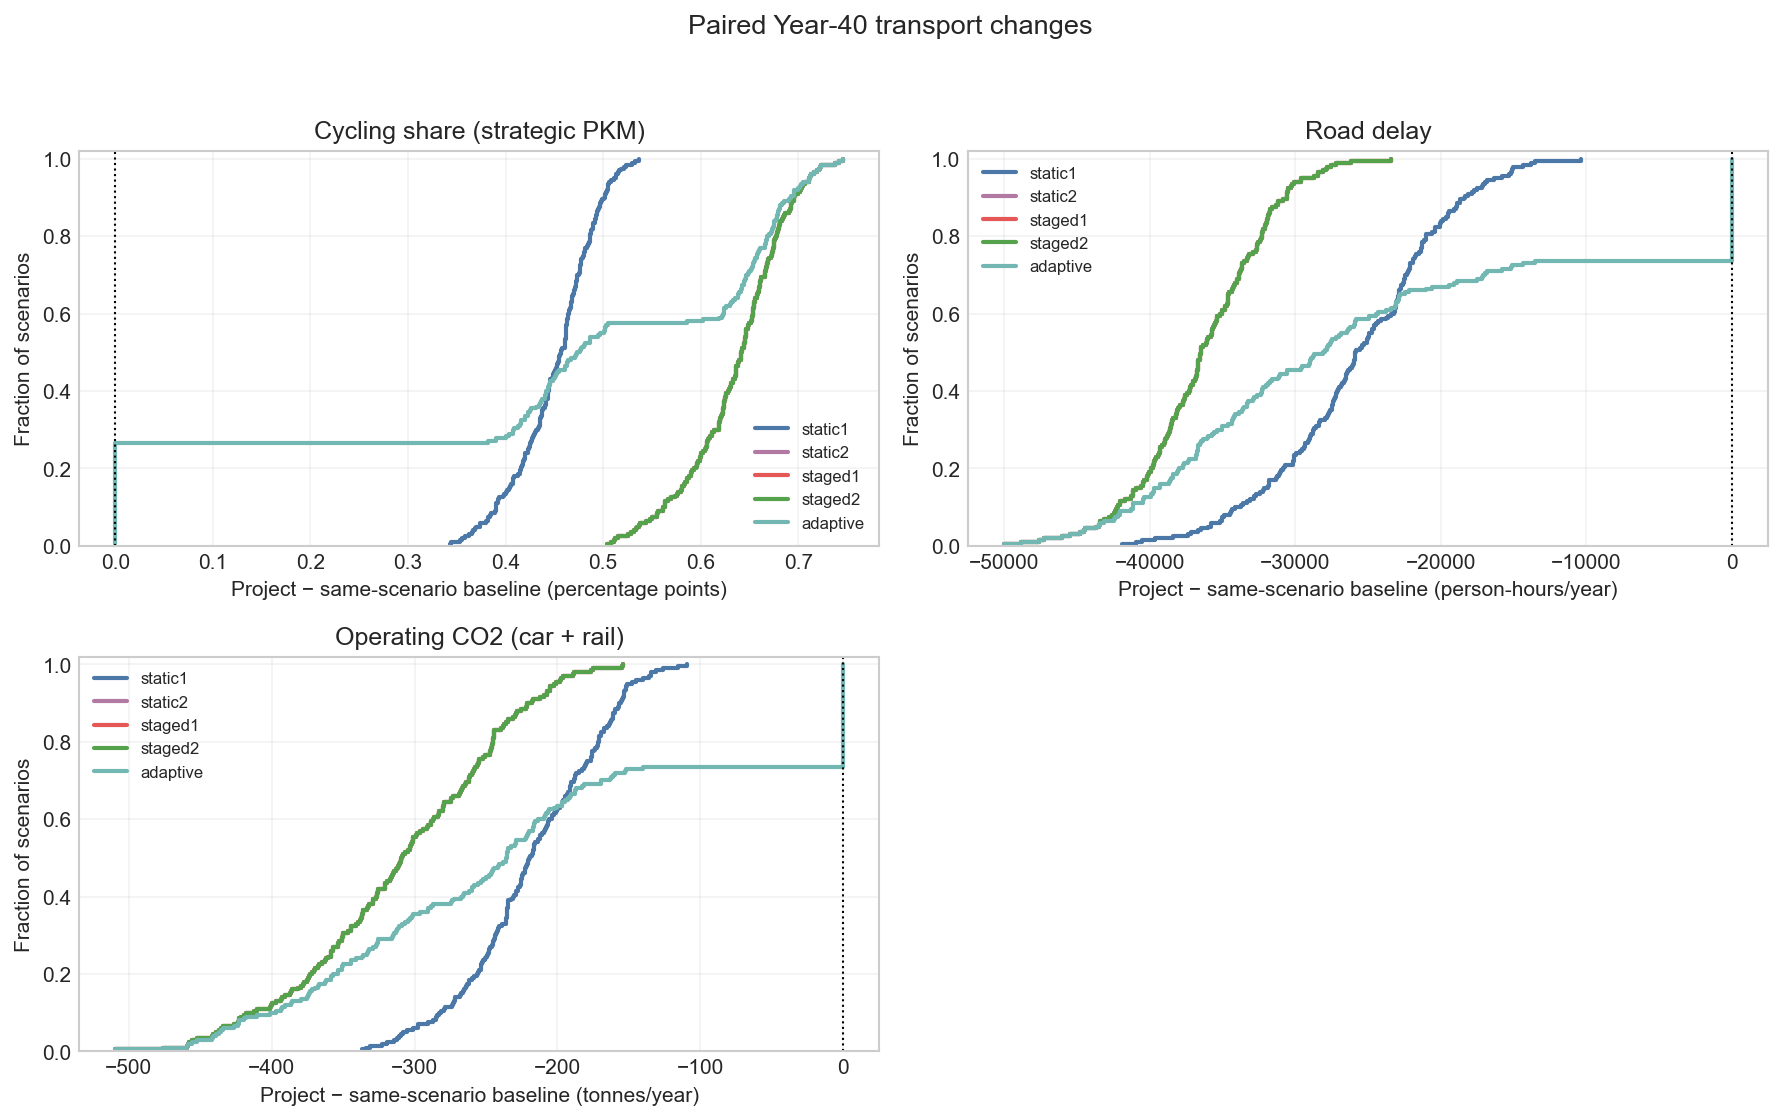 Paired Year-40 transport changes
Cycling share (strategic PKM)
Fraction of scenarios
1.0
0.8
0.6
0.4
0.2
0.0
static1
static2
staged1
staged2
adaptive
0.0 0.1 0.2 0.3 0.4 0.5 0.6 0.7
Project − same-scenario baseline (percentage points)
Road delay
Fraction of scenarios
1.0
0.8
0.6
0.4
0.2
0.0
static1
static2
staged1
staged2
adaptive
−50000 −40000 −30000 −20000 −10000 0
Project − same-scenario baseline (person-hours/year)
Operating CO2 (car + rail)
Fraction of scenarios
1.0
0.8
0.6
0.4
0.2
0.0
static1
static2
staged1
staged2
adaptive
−500 −400 −300 −200 −100 0
Project − same-scenario baseline (tonnes/year)